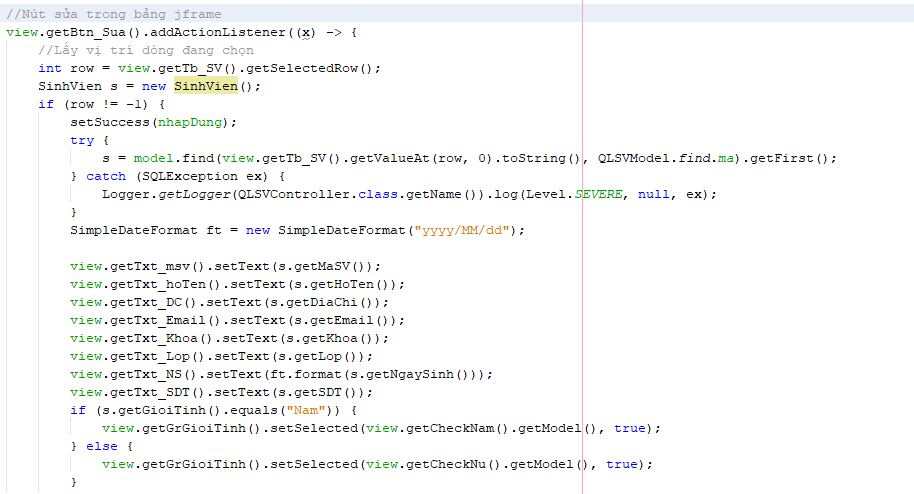 //Nút sửa trong bảng jframe
view.getBtn_Sua().addActionListener((x) -> {
    //Lấy vị trí dòng đang chọn
    int row = view.getTb_SV().getSelectedRow();
    SinhVien s = new SinhVien();
    if (row != -1) {
        setSuccess(nhapDung);
        try {
            s = model.find(view.getTb_SV().getValueAt(row, 0).toString(), QLSVModel.find.ma).getFirst();
        } catch (SQLException ex) {
            Logger.getLogger(QLSVController.class.getName()).log(Level.SEVERE, null, ex);
        }
        SimpleDateFormat ft = new SimpleDateFormat("yyyy/MM/dd");

        view.getTxt_msv().setText(s.getMaSV());
        view.getTxt_hoTen().setText(s.getHoTen());
        view.getTxt_DC().setText(s.getDiaChi());
        view.getTxt_Email().setText(s.getEmail());
        view.getTxt_Khoa().setText(s.getKhoa());
        view.getTxt_Lop().setText(s.getLop());
        view.getTxt_NS().setText(ft.format(s.getNgaySinh()));
        view.getTxt_SDT().setText(s.getSDT());
        if (s.getGioiTinh().equals("Nam")) {
            view.getGrGioiTinh().setSelected(view.getCheckNam().getModel(), true);
        } else {
            view.getGrGioiTinh().setSelected(view.getCheckNu().getModel(), true);
        }